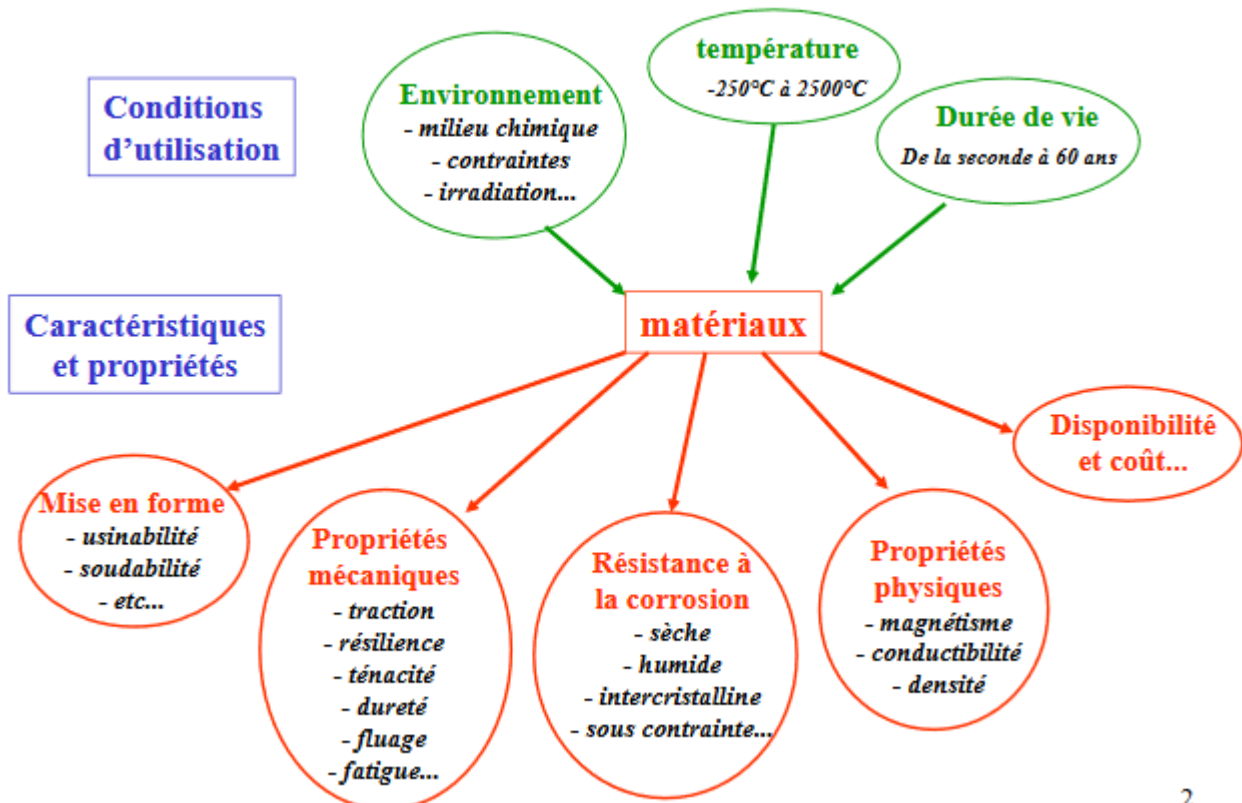 Conditions
d'utilisation
Environnement
- milieu chimique
- contraintes
- irradiation...
température
-250°C à 2500°C
Durée de vie
De la seconde à 60 ans
Caractéristiques
et propriétés
matériaux
Mise en forme
- usinabilité
- soudabilité
- etc...
Propriétés
mécaniques
- traction
- résilience
- ténacité
- dureté
- fluage
- fatigue...
Résistance à
la corrosion
- sèche
- humide
- intercristalline
- sous contrainte...
Propriétés
physiques
- magnétisme
- conductibilité
- densité
Disponibilité
et coût...
2